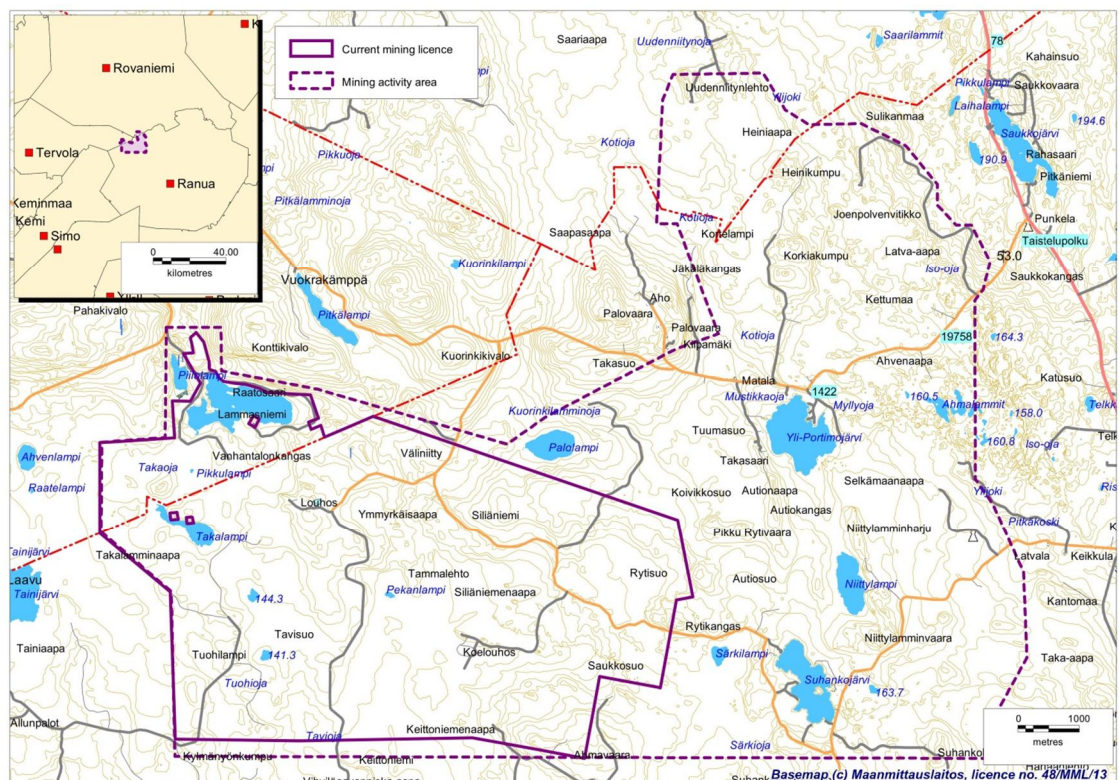 Rovaniemi
Tervola
Ranua
Keminmaa
Kemi
Simo
0 40,00
kilometres
Current mining licence
Mining activity area
Saariaapa
Uudenniitynoja
Saarilammit
78
Kahainsuo
Uudenniitynlehto
Ylijoki
Pikkulampi
Saukkovaara
Laihalampi
Sulikanmaa
194.6
Saukkojärvi
Heiniaapa
Kotioja
Pikkuoja
190.9
Rahasaari
Pitkäniemi
Heinikumpu
Pitkälamminoja
Joenpolvenvitikko
Punkela
Kotioja
Saapasaapa
Kortelampi
Taistelupolku
Korkiakumpu
Latva-aapa
53.0
Kuorinkilampi
Jäkäläkangas
Iso-oja
Saukkokangas
Vuokrakämppä
Aho
Kettumaa
Pahakivalo
Pitkälampi
Palovaara
Palovaara
Kotioja
19758
164.3
Kilpamäki
Konttikivalo
Kuorinkikivalo
Takasuo
Ahvenaapa
Katusuo
Piilolampi
Matala
Raatosaari
1422
Mustikkaoja
Myllyoja
160.5
Ahmalammit
158.0
Lammasniemi
Kuorinkilamminoja
Tuumasuo
Yli-Portimojärvi
160.8
Iso-oja
Palolampi
Ahvenlampi
Vanhantalonkangas
Väliniitty
Takasaari
Takaoja
Pikkulampi
Selkämaanaapa
Raatelampi
Koivikkosuo
Autionaapa
Ylijoki
Louhos
Ymmyrkäisaapa
Siliäniemi
Autiokangas
Pitkäkoski
Pikku Rytivaara
Niittylamminharju
Takalampi
Tainijärvi
Takalamminaapa
Latvala
Keikkula
Laavu
Tammalehto
Rytisuo
Autiosuo
Tainijärvi
144.3
Pekanlampi
Siliäniemenaapa
Niittylampi
Kantomaa
Rytikangas
Tavisuo
Niittylamminvaara
Tainiaapa
Tuohilampi
141.3
Koelouhos
Särkilampi
Taka-aapa
Saukkosuo
Suhankojärvi
Tuohioja
163.7
Allunpalot
Keittoniemenaapa
0 1000
metres
Tavioja
Särkioja
Kylmänyönkumpu
Keittoniemi
Ahmavaara
Basemap (c) Maanmittauslaitos, licence no. 48/MML/12